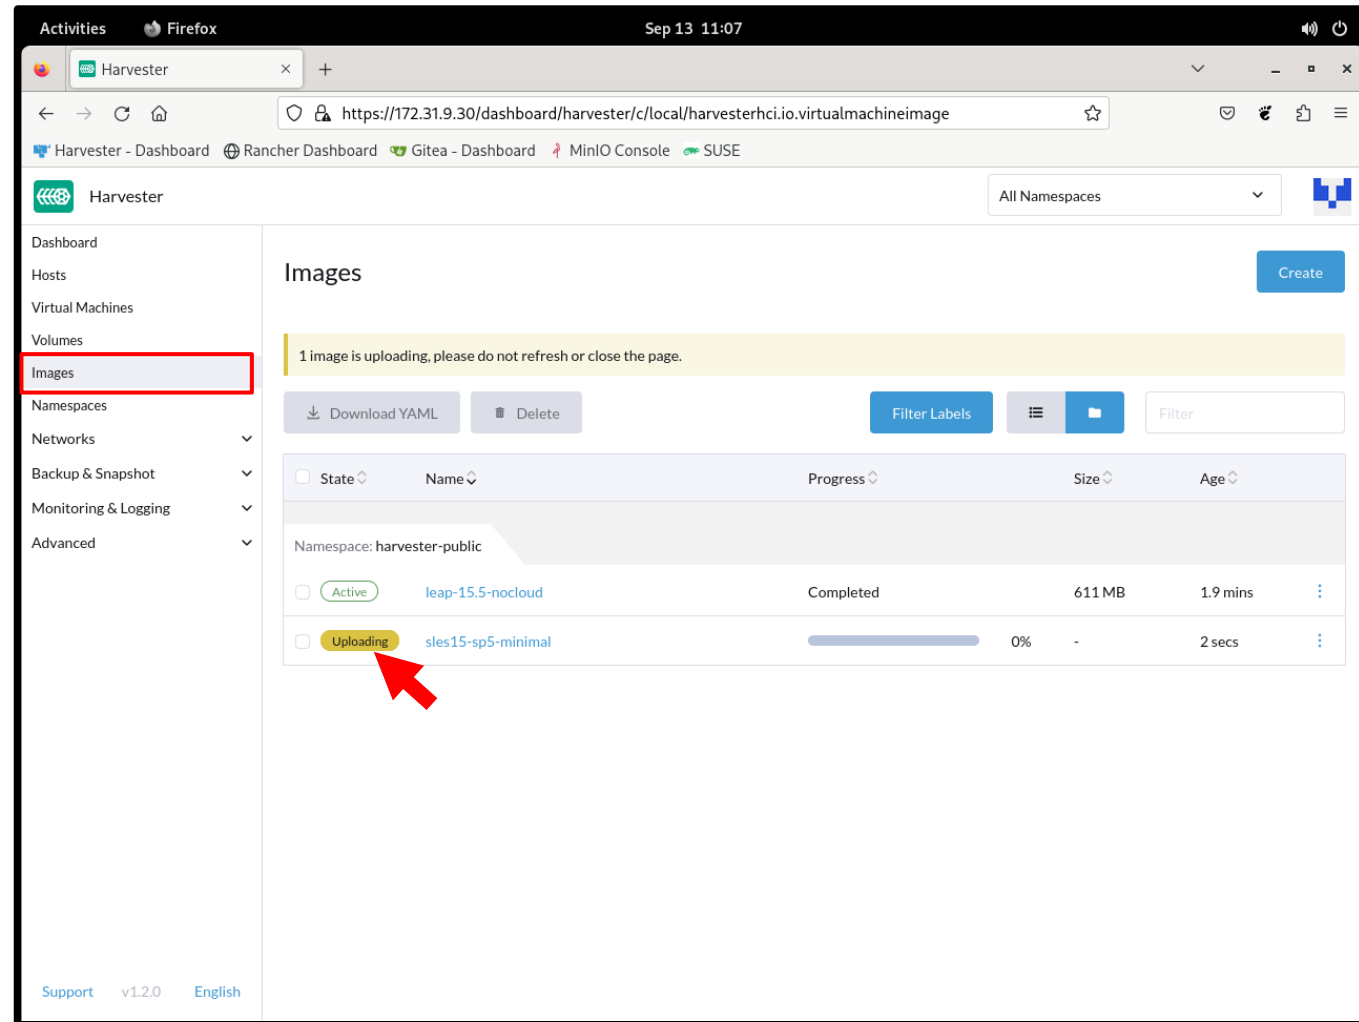 Activities Firefox Sep 13 11:07
Harvester
https://172.31.9.30/dashboard/harvester/c/local/harvesterhci.io.virtualmachineimage
Harvester - Dashboard Rancher Dashboard Gitea - Dashboard MinIO Console SUSE
Harvester All Namespaces
Dashboard
Hosts
Virtual Machines
Volumes
Images
Namespaces
Networks
Backup & Snapshot
Monitoring & Logging
Advanced
Support v1.2.0 English
Images Create
1 image is uploading, please do not refresh or close the page.
Download YAML Delete Filter Labels Filter
State Name Progress Size Age
Namespace: harvester-public
Active leap-15.5-nocloud Completed 611 MB 1.9 mins
Uploading sles15-sp5-minimal 0% - 2 secs